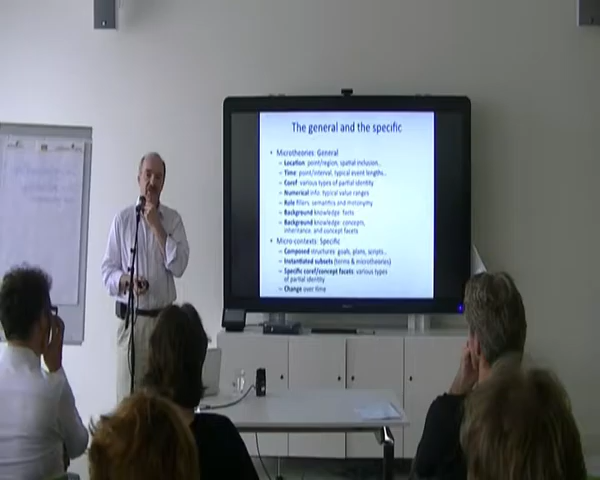 The general and the specific
• Microtheories: General
– Location: point/region, spatial inclusion..
– Time: point/interval, typical event lengths..
– Coref: various types of partial identity
– Numerical info: typical value ranges
– Role fillers: semantics and metonymy
– Background knowledge: facts
– Background knowledge: concepts,
inheritance, and concept facets
• Micro-contexts: Specific
– Composed structures: goals, plans, scripts..
– Instantiated subsets (terms & microtheories)
– Specific coref/concept facets: various types
of partial identity
– Change over time